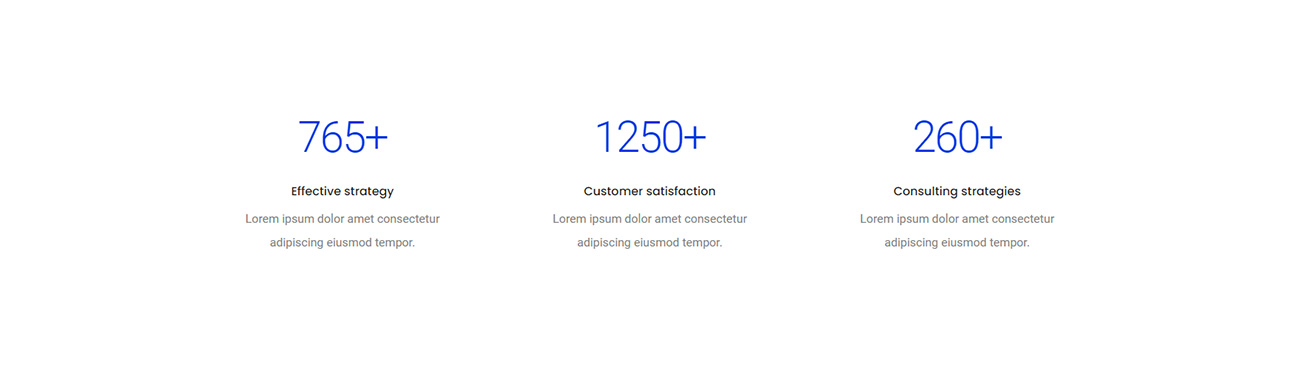 765+
Effective strategy
Lorem ipsum dolor amet consectetur
adipiscing eiusmod tempor.
1250+
Customer satisfaction
Lorem ipsum dolor amet consectetur
adipiscing eiusmod tempor.
260+
Consulting strategies
Lorem ipsum dolor amet consectetur
adipiscing eiusmod tempor.